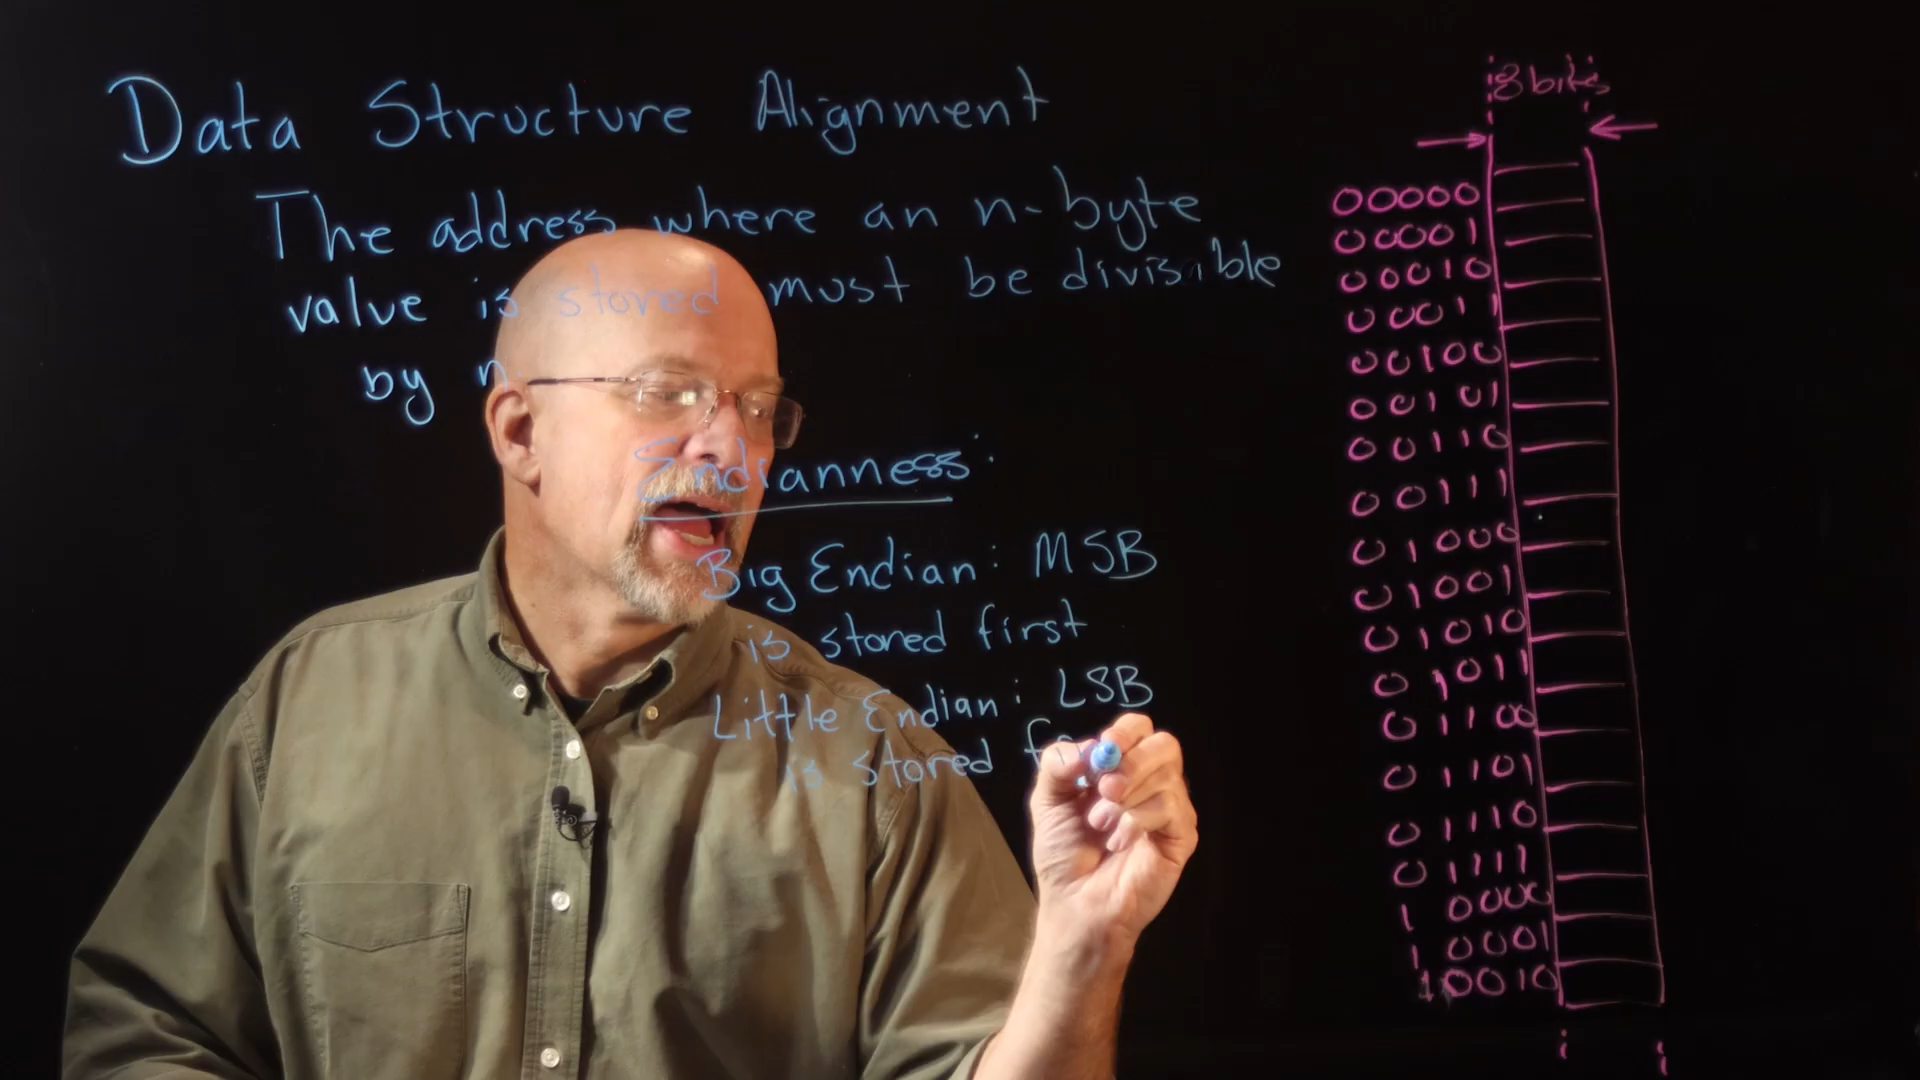 Data Structure Alignment
The address where an n-byte
value is stored must be divisible
by n
Endianness:
Big Endian: MSB
is stored first
Little Endian: LSB
is stored
8 bits
00000
00001
00010
00011
00100
00101
00110
00111
01000
01001
01010
01011
01100
01101
01110
01111
10000
10001
10010